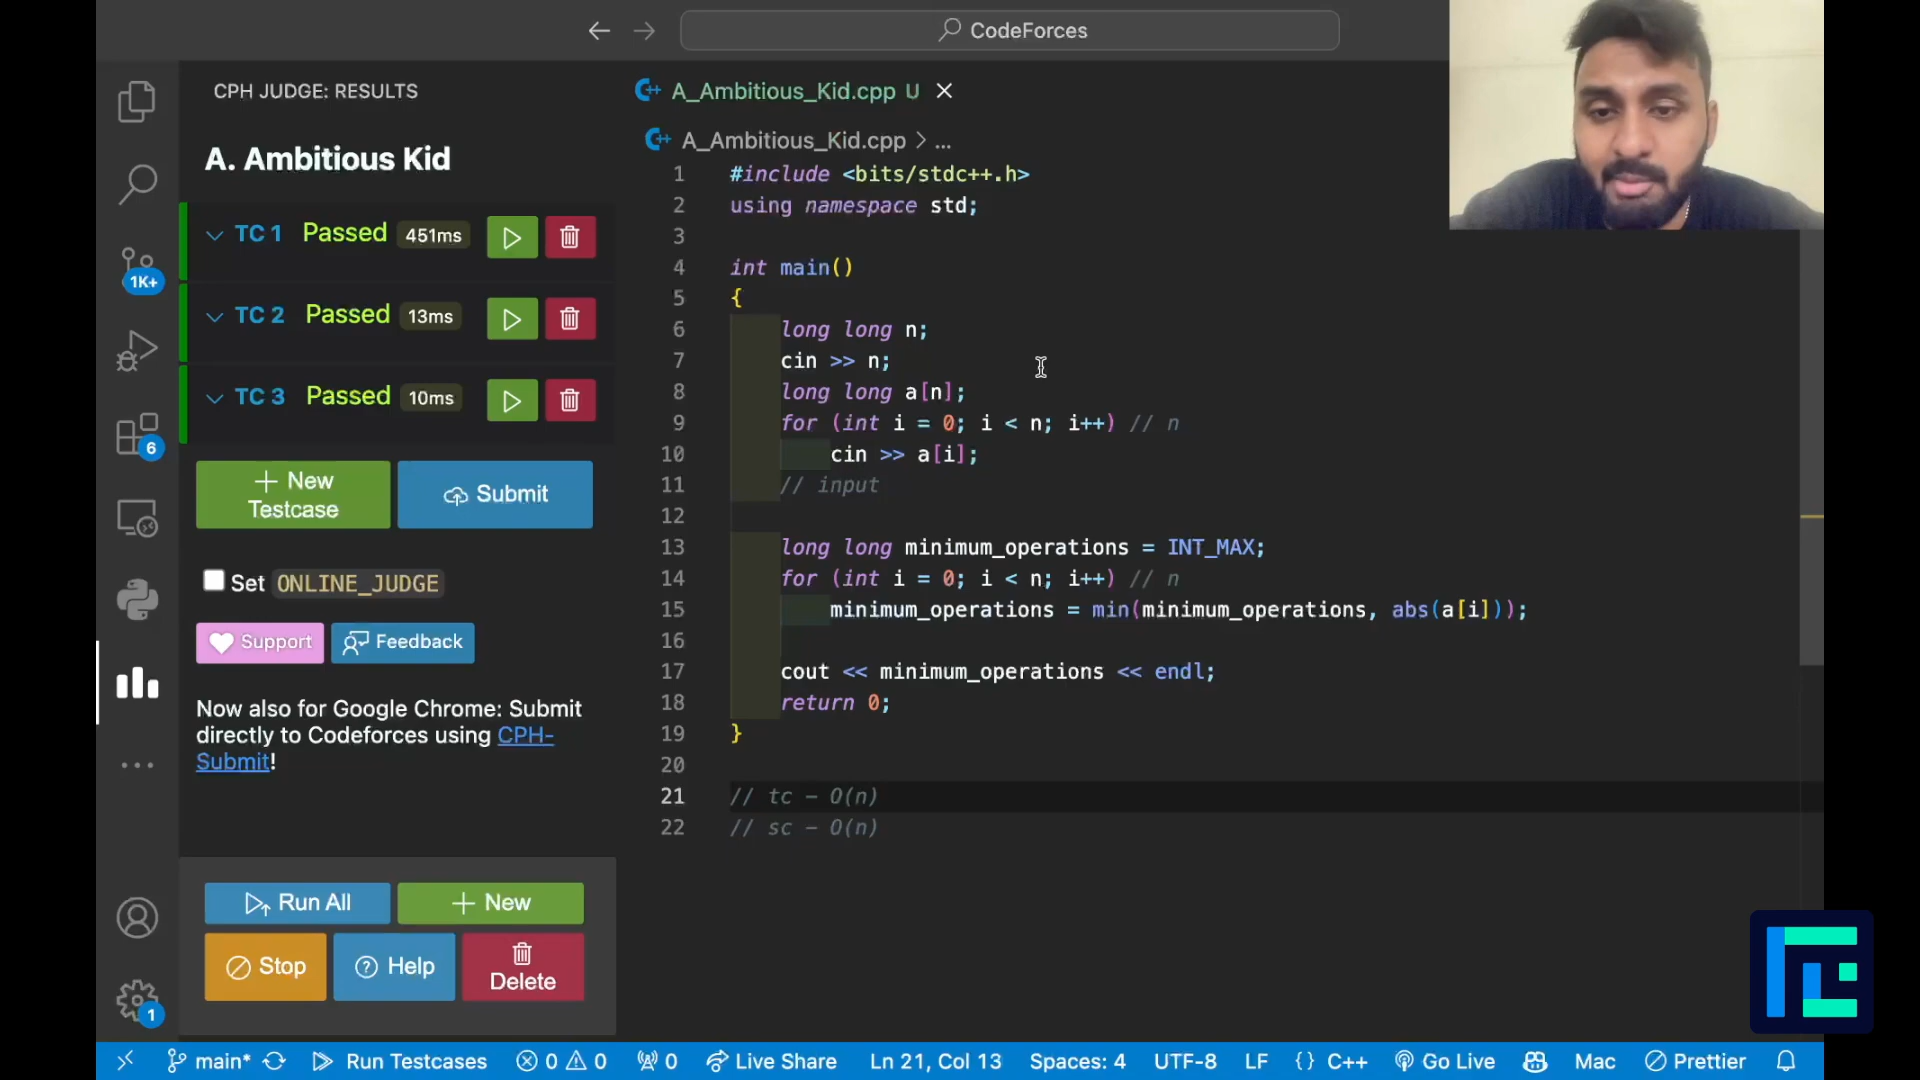 CodeForces
CPH JUDGE: RESULTS
A. Ambitious Kid
TC 1 Passed 451ms
TC 2 Passed 13ms
TC 3 Passed 10ms
+ New Testcase
Submit
Set ONLINE_JUDGE
Support
Feedback
Now also for Google Chrome: Submit
directly to Codeforces using CPH-
Submit!
Run All
+ New
Stop
Help
Delete
1K+
6
1
A_Ambitious_Kid.cpp U
A_Ambitious_Kid.cpp > ...
1 #include <bits/stdc++.h>
2 using namespace std;
3
4 int main()
5 {
6 long long n;
7 cin >> n;
8 long long a[n];
9 for (int i = 0; i < n; i++) // n
10 cin >> a[i];
11 // input
12
13 long long minimum_operations = INT_MAX;
14 for (int i = 0; i < n; i++) // n
15 minimum_operations = min(minimum_operations, abs(a[i]));
16
17 cout << minimum_operations << endl;
18 return 0;
19 }
20
21 // tc - O(n)
22 // sc - O(n)
main* Run Testcases 0 0 0 Live Share Ln 21, Col 13 Spaces: 4 UTF-8 LF {} C++ Go Live Mac Prettier